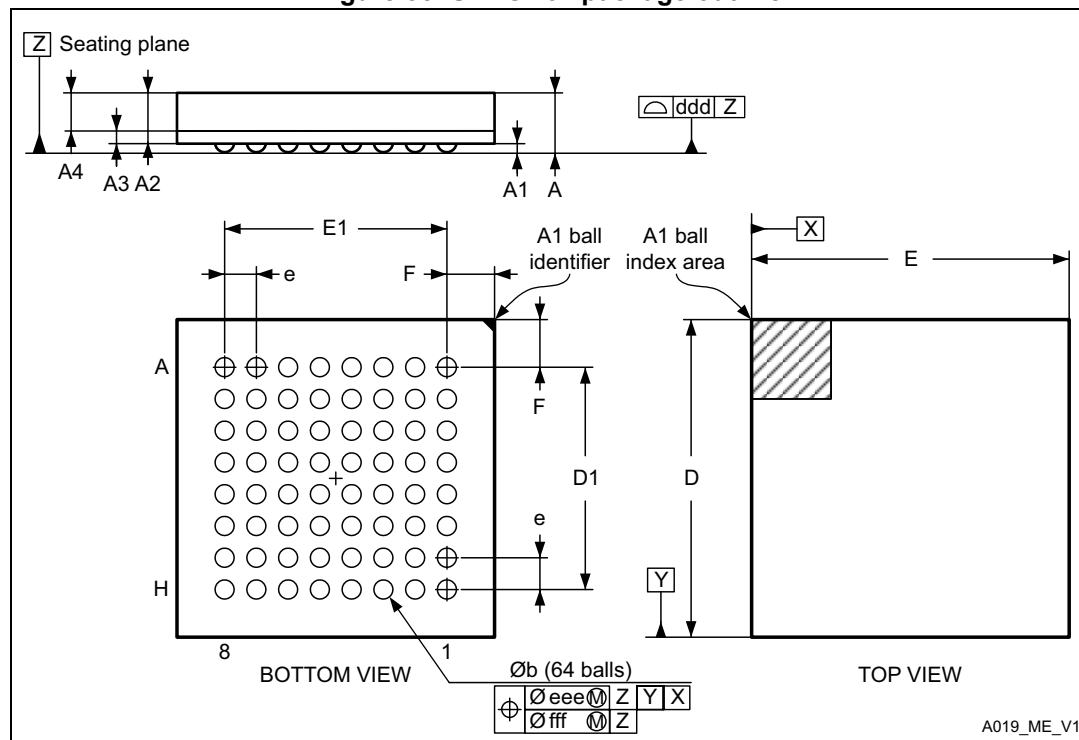 Z Seating plane
ddd Z
A4
A3 A2
A1 A
E1
e
F
A1 ball
identifier
A1 ball
index area
X
E
A
F
D1
D
e
H
Y
8
1
BOTTOM VIEW
Øb (64 balls)
TOP VIEW
Ø eee Ⓜ Z Y X
Ø fff Ⓜ Z
A019_ME_V1